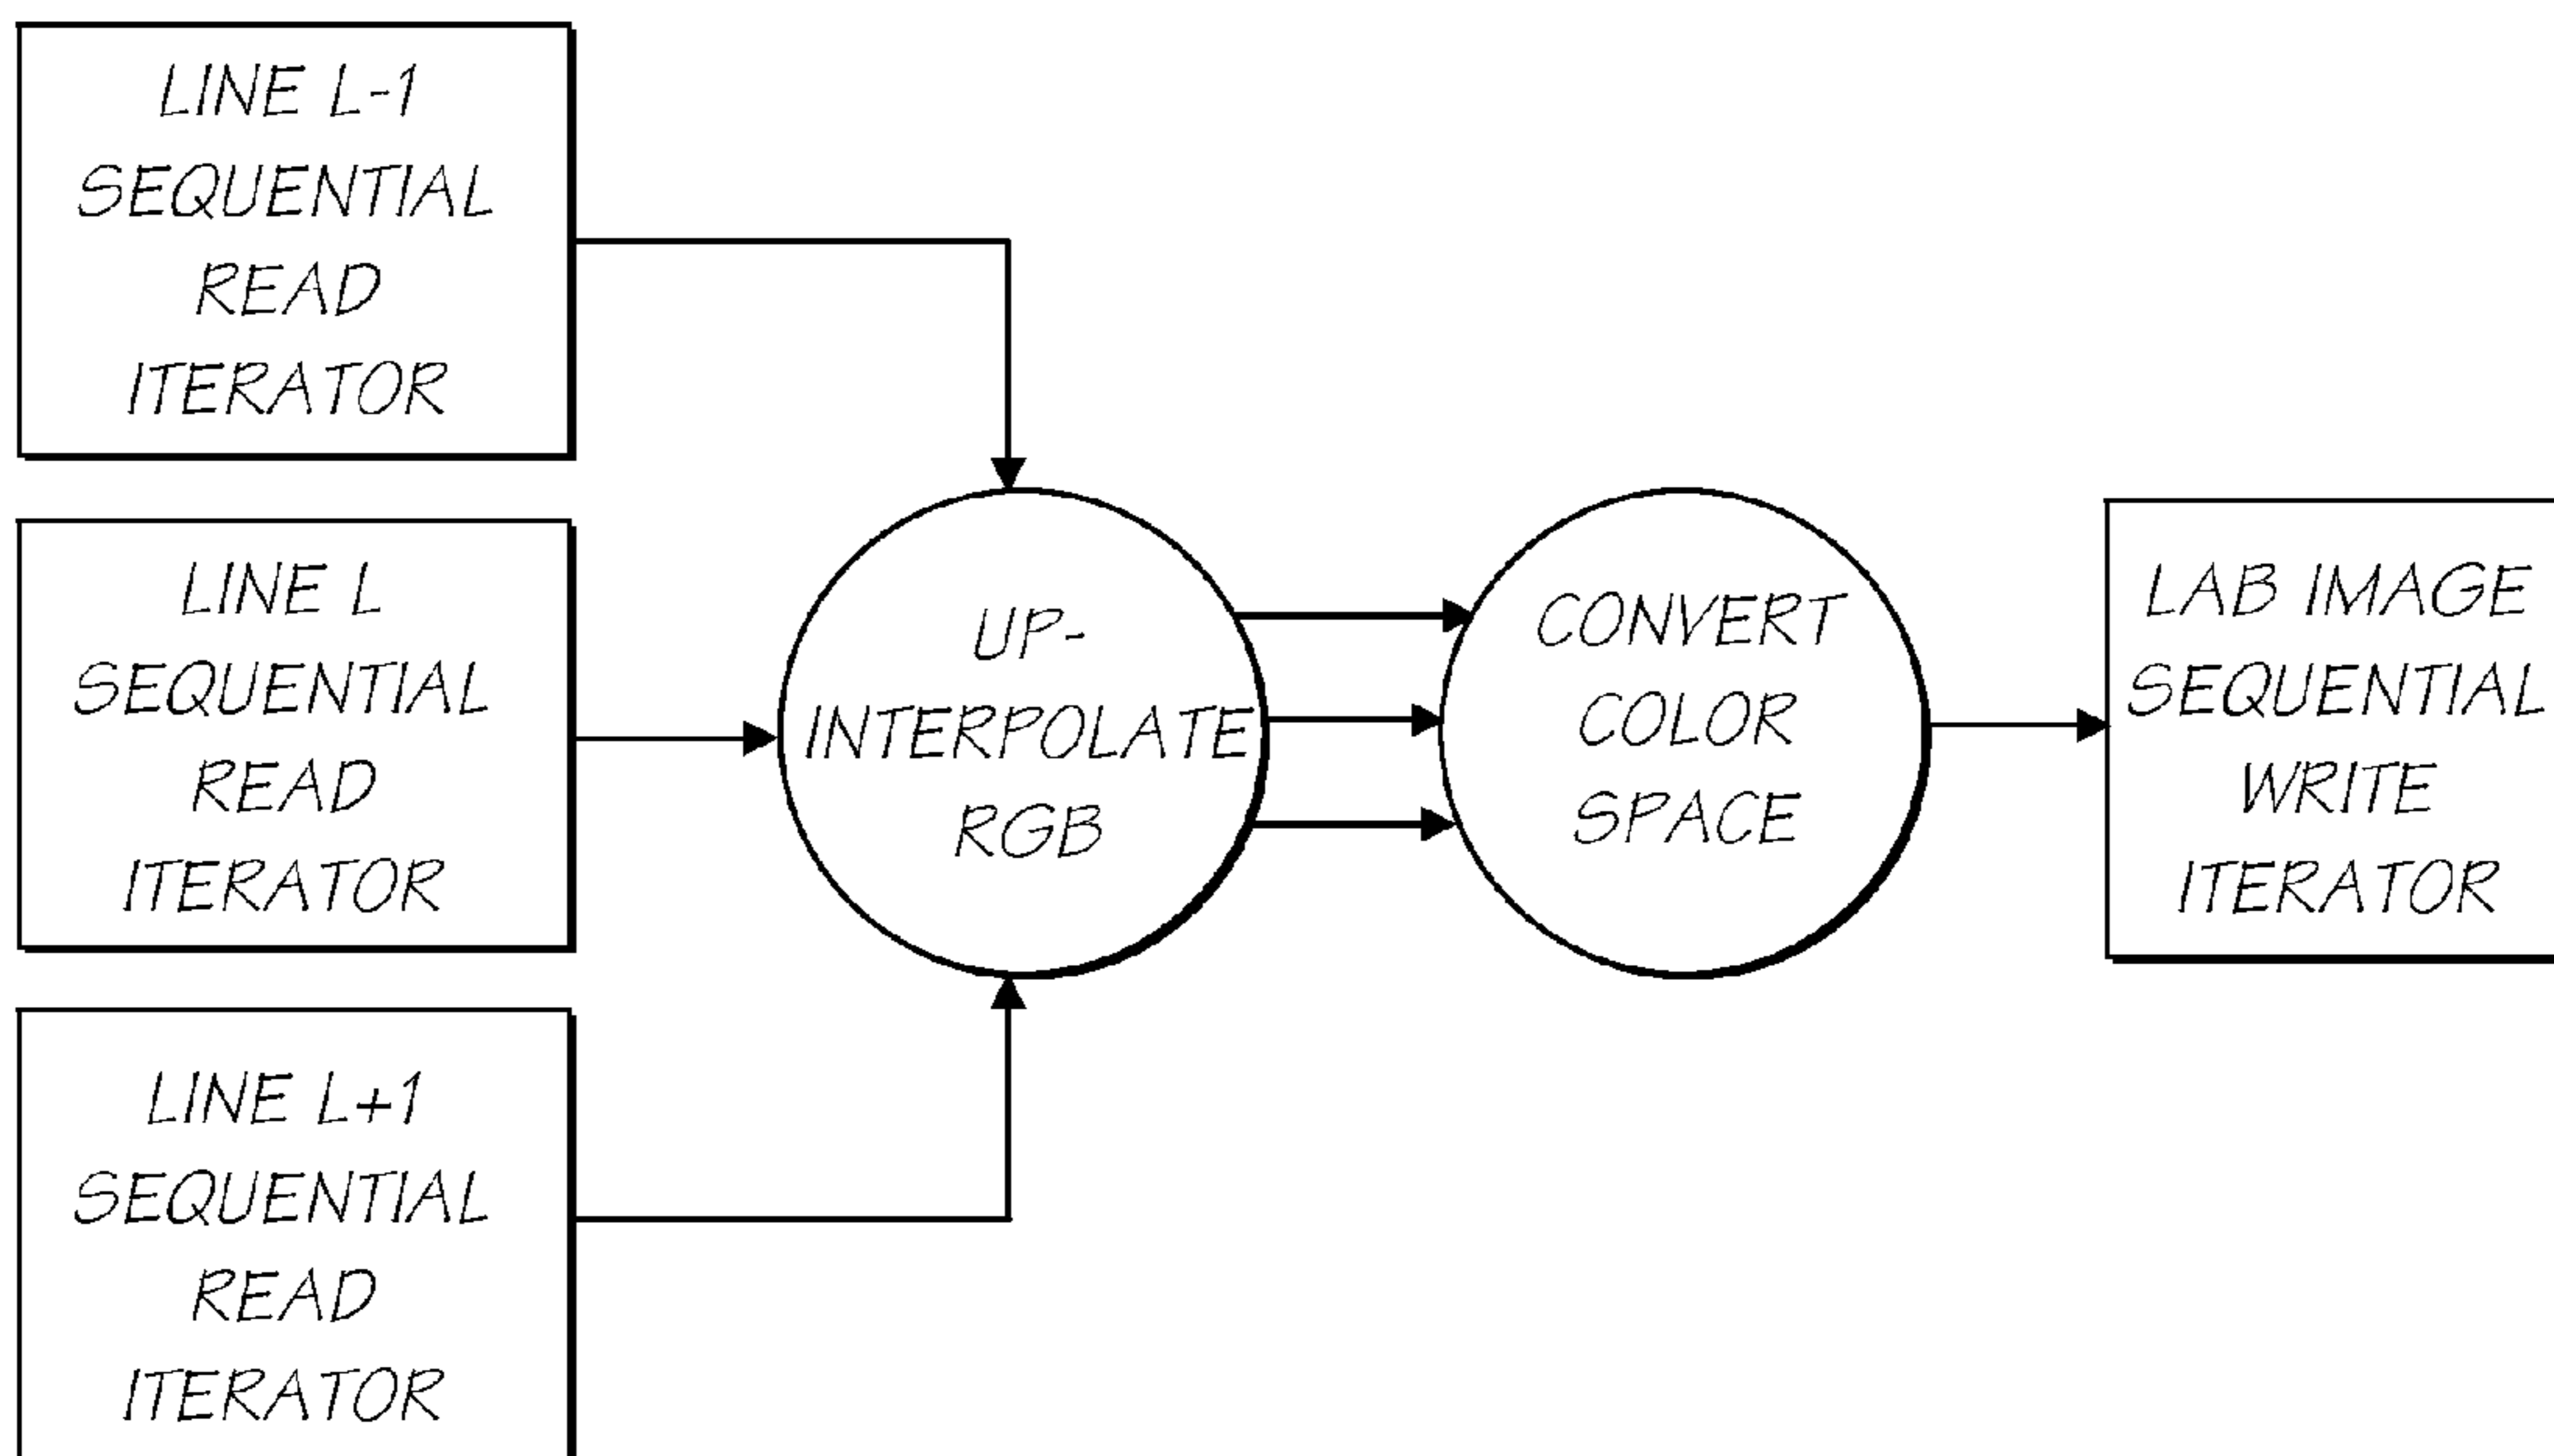 LINE L-1
SEQUENTIAL
READ
ITERATOR
LINE L
SEQUENTIAL
READ
ITERATOR
LINE L+1
SEQUENTIAL
READ
ITERATOR
UP-
INTERPOLATE
RGB
CONVERT
COLOR
SPACE
LAB IMAGE
SEQUENTIAL
WRITE
ITERATOR